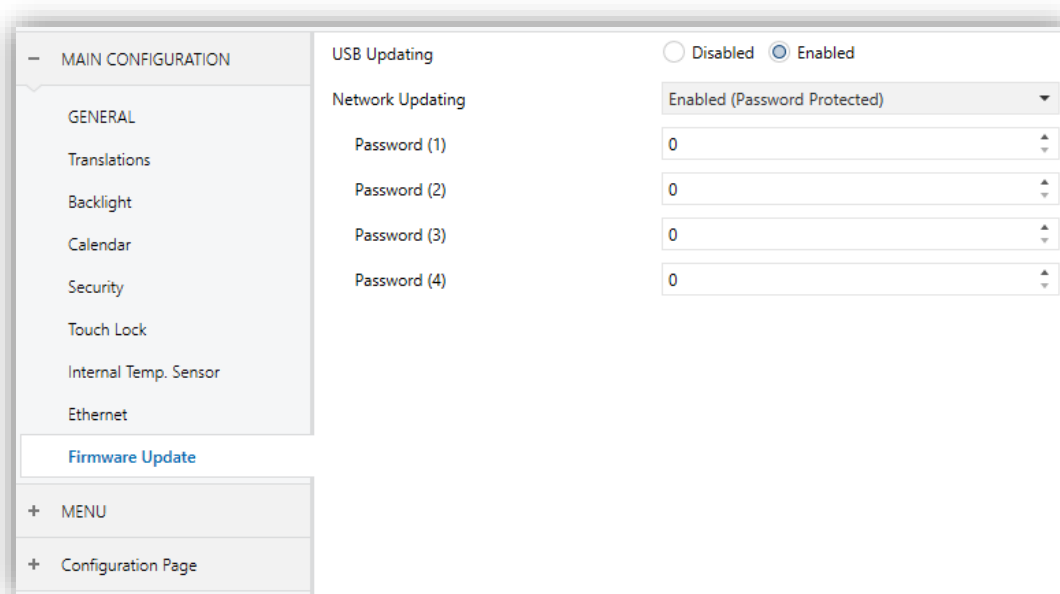 MAIN CONFIGURATION
GENERAL
Translations
Backlight
Calendar
Security
Touch Lock
Internal Temp. Sensor
Ethernet
Firmware Update
MENU
Configuration Page
USB Updating Disabled Enabled
Network Updating Enabled (Password Protected)
Password (1) 0
Password (2) 0
Password (3) 0
Password (4) 0